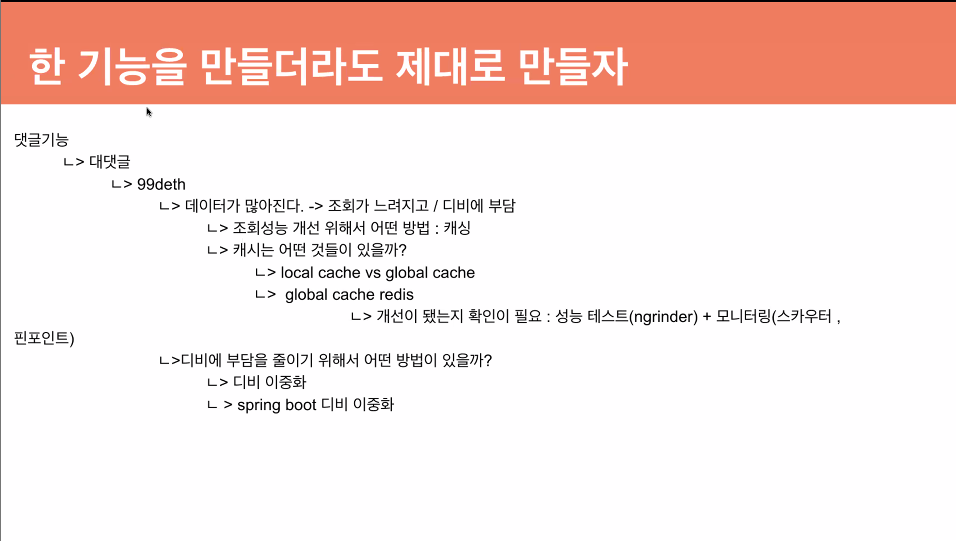 한 기능을 만들더라도 제대로 만들자
댓글기능
ㄴ> 대댓글
ㄴ> 99deth
ㄴ> 데이터가 많아진다. -> 조회가 느려지고 / 디비에 부담
ㄴ> 조회성능 개선 위해서 어떤 방법 : 캐싱
ㄴ> 캐시는 어떤 것들이 있을까?
ㄴ> local cache vs global cache
ㄴ> global cache redis
ㄴ> 개선이 됐는지 확인이 필요 : 성능 테스트(ngrinder) + 모니터링(스카우터 ,
핀포인트)
ㄴ>디비에 부담을 줄이기 위해서 어떤 방법이 있을까?
ㄴ> 디비 이중화
ㄴ > spring boot 디비 이중화